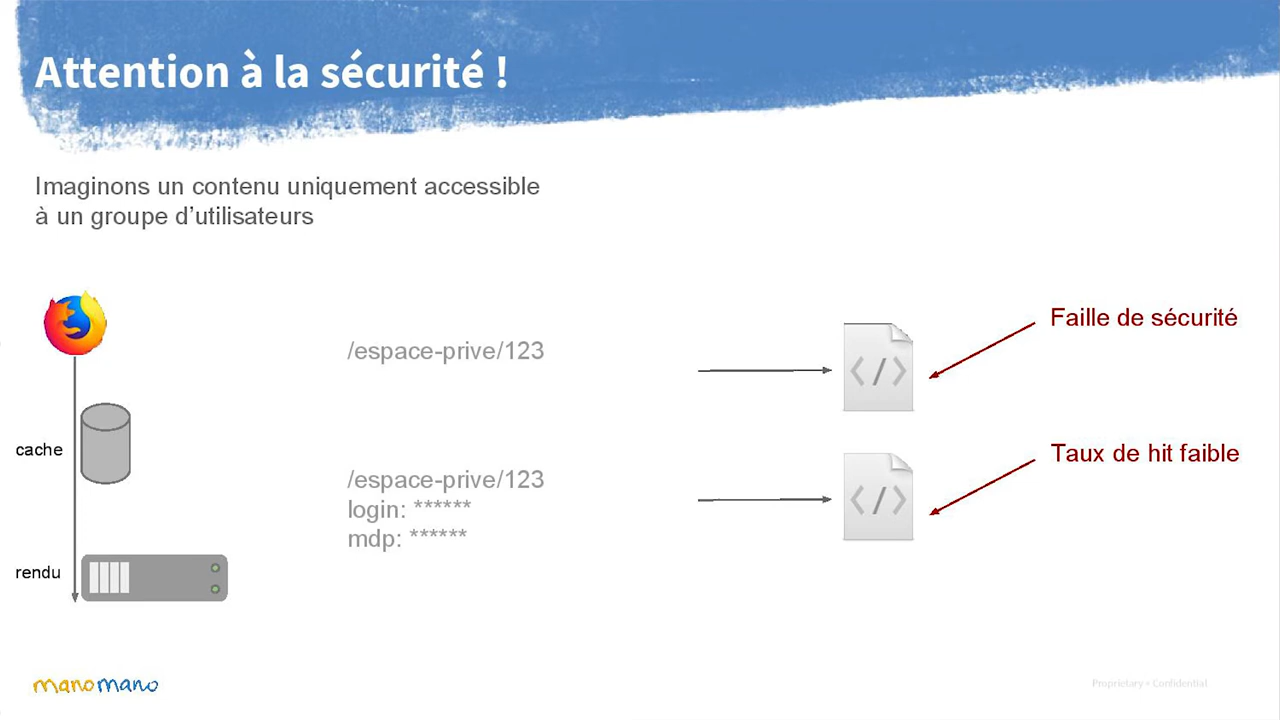 Attention à la sécurité !
Imaginons un contenu uniquement accessible
à un groupe d’utilisateurs
/espace-prive/123
Faille de sécurité
cache
/espace-prive/123
login: ******
mdp: ******
Taux de hit faible
rendu
manomano
Proprietary • Confidential